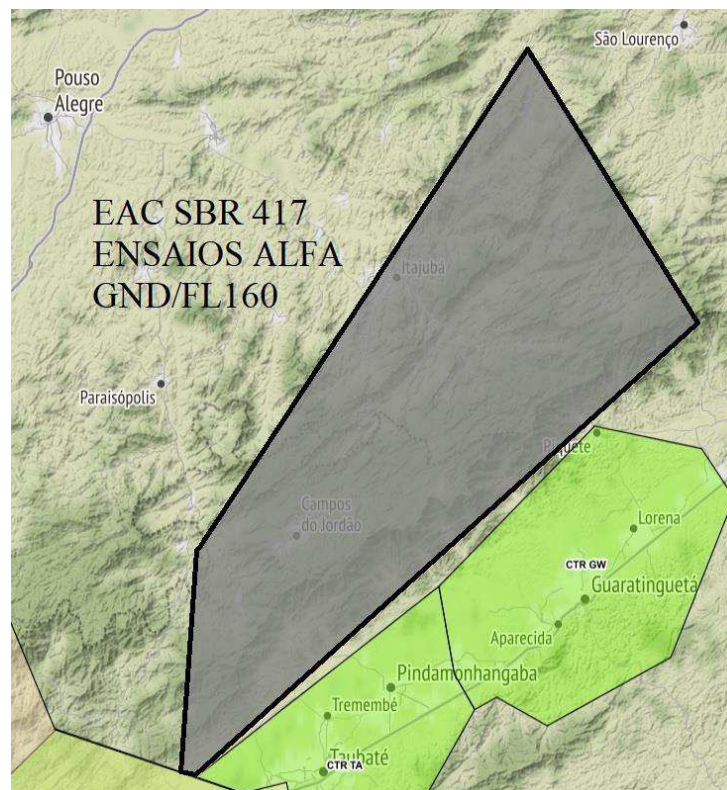 São Lourenço
Pouso
Alegre
EAC SBR 417
ENSAIOS ALFA
GND/FL160
Itajubá
Paraisópolis
Piquete
Campos
do Jordão
Lorena
CTR GW
Guaratinguetá
Aparecida
Pindamonhangaba
Tremembé
Taubaté
CTR TA